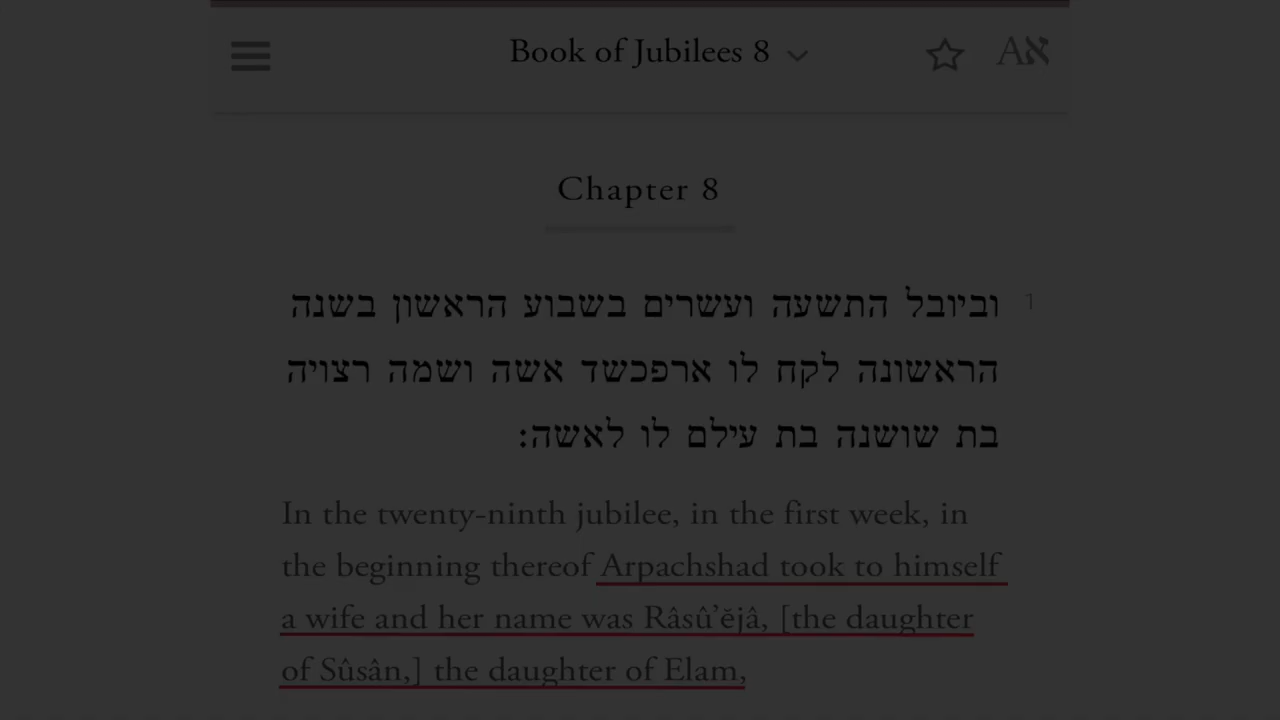 Book of Jubilees 8
Aא
Chapter 8
וביובל התשעה ועשרים בשבוע הראשון בשנה
הראשונה לקח לו ארפכשד אשה ושמה רצויה
בת שושנה בת עילם לו לאשה:
In the twenty-ninth jubilee, in the first week, in
the beginning thereof Arpachshad took to himself
a wife and her name was Râsû’ĕjâ, [the daughter
of Sûsân,] the daughter of Elam,